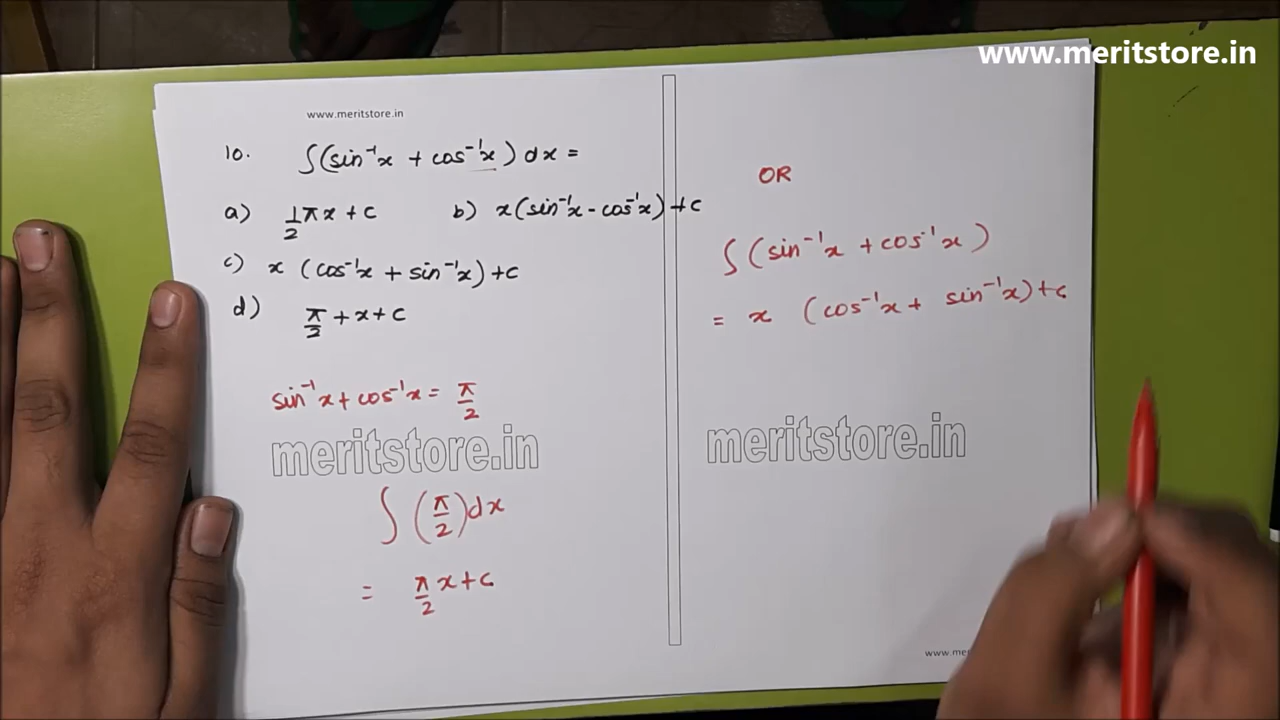 www.meritstore.in
www.meritstore.in
10. ∫(sin⁻¹x + cos⁻¹x) dx =
a) 1/2 πx + c b) x(sin⁻¹x - cos⁻¹x) + c
c) x (cos⁻¹x + sin⁻¹x) + c
d) π/2 + x + c
sin⁻¹x + cos⁻¹x = π/2
meritstore.in
∫(π/2)dx
= π/2 x + c
OR
∫(sin⁻¹x + cos⁻¹x)
= x (cos⁻¹x + sin⁻¹x) + c
meritstore.in